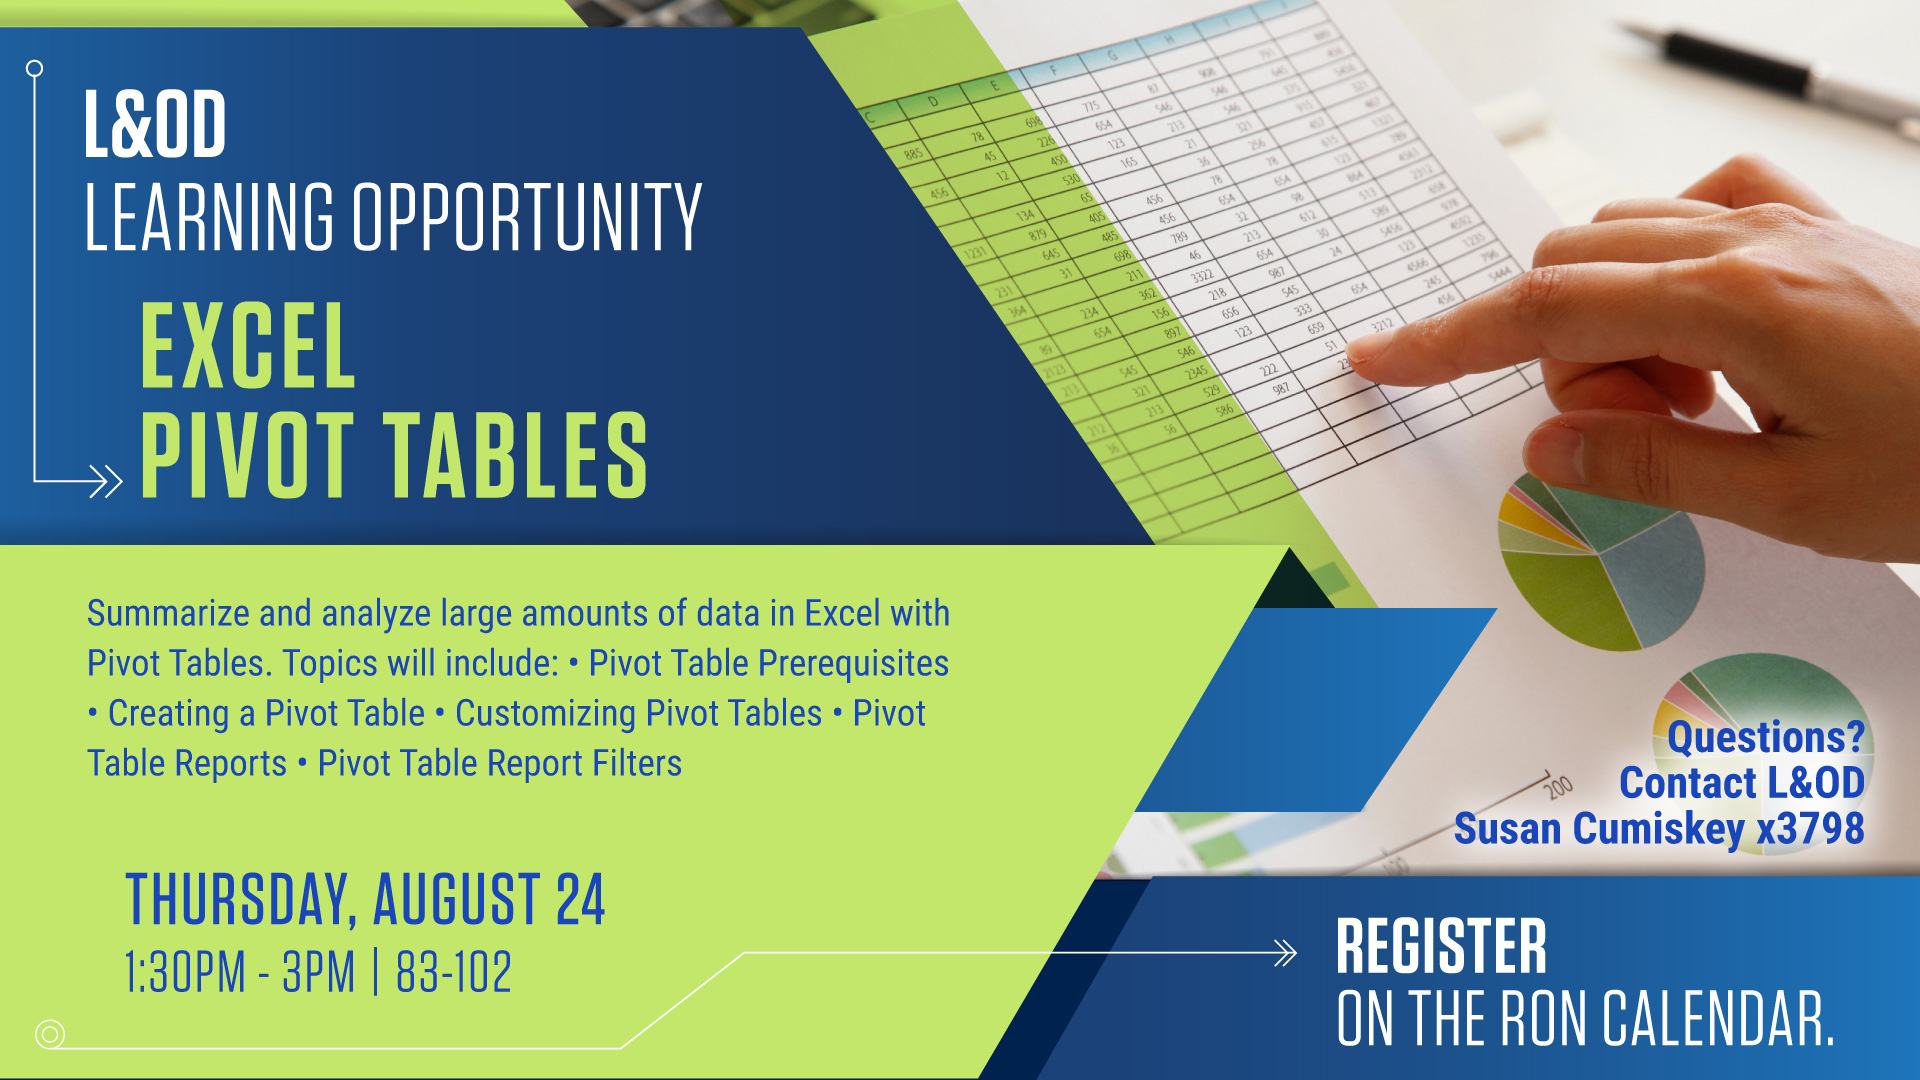 L&OD
LEARNING OPPORTUNITY
EXCEL
PIVOT TABLES
Summarize and analyze large amounts of data in Excel with
Pivot Tables. Topics will include: • Pivot Table Prerequisites
• Creating a Pivot Table • Customizing Pivot Tables • Pivot
Table Reports • Pivot Table Report Filters
THURSDAY, AUGUST 24
1:30PM - 3PM | 83-102
Questions?
Contact L&OD
Susan Cumiskey x3798
REGISTER
ON THE RON CALENDAR.